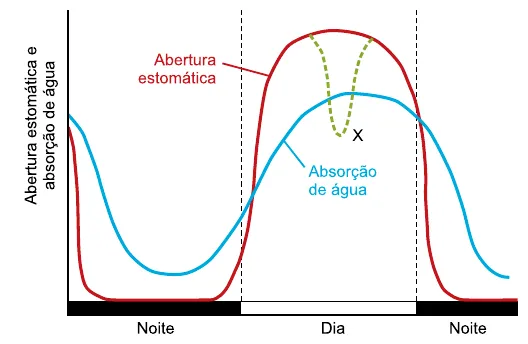 Abertura estomática e
absorção de água
Abertura
estomática
X
Absorção
de água
Noite
Dia
Noite